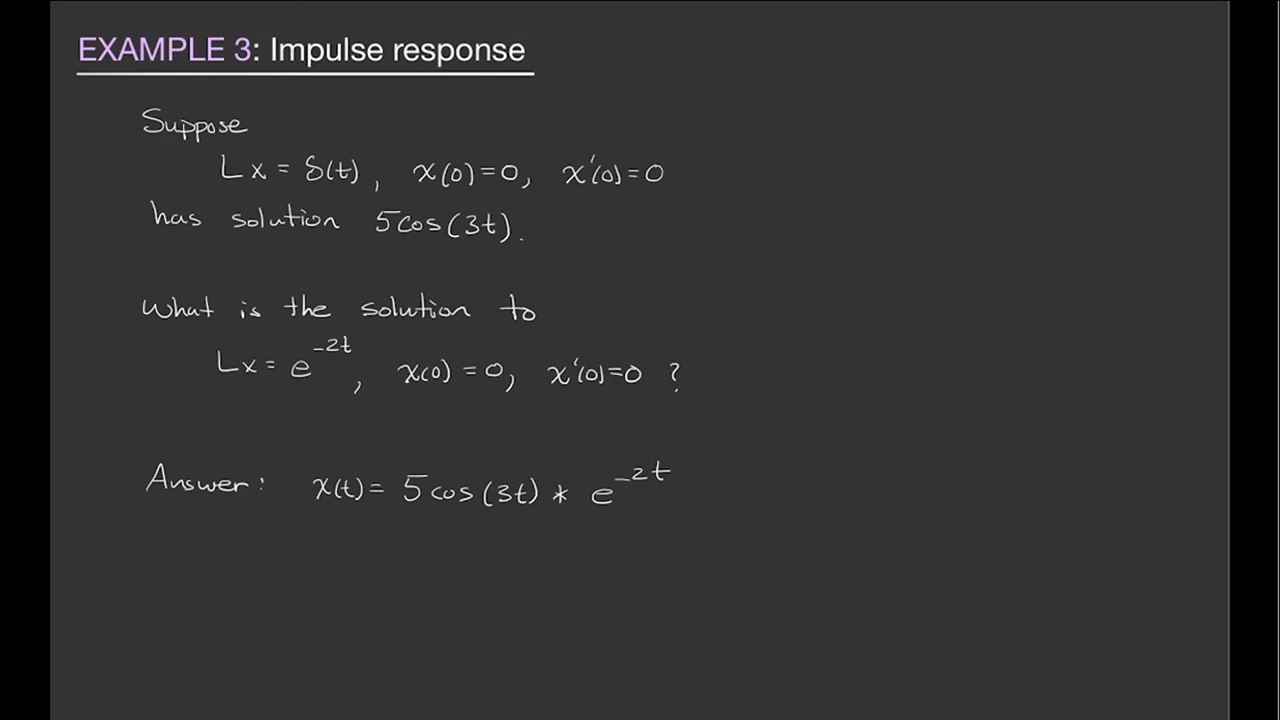 EXAMPLE 3: Impulse response
Suppose
Lx = δ(t), x(0)=0, x'(0)=0
has solution 5cos(3t).
What is the solution to
Lx = e^{-2t}, x(0)=0, x'(0)=0 ?
Answer: x(t)= 5cos(3t) * e^{-2t}